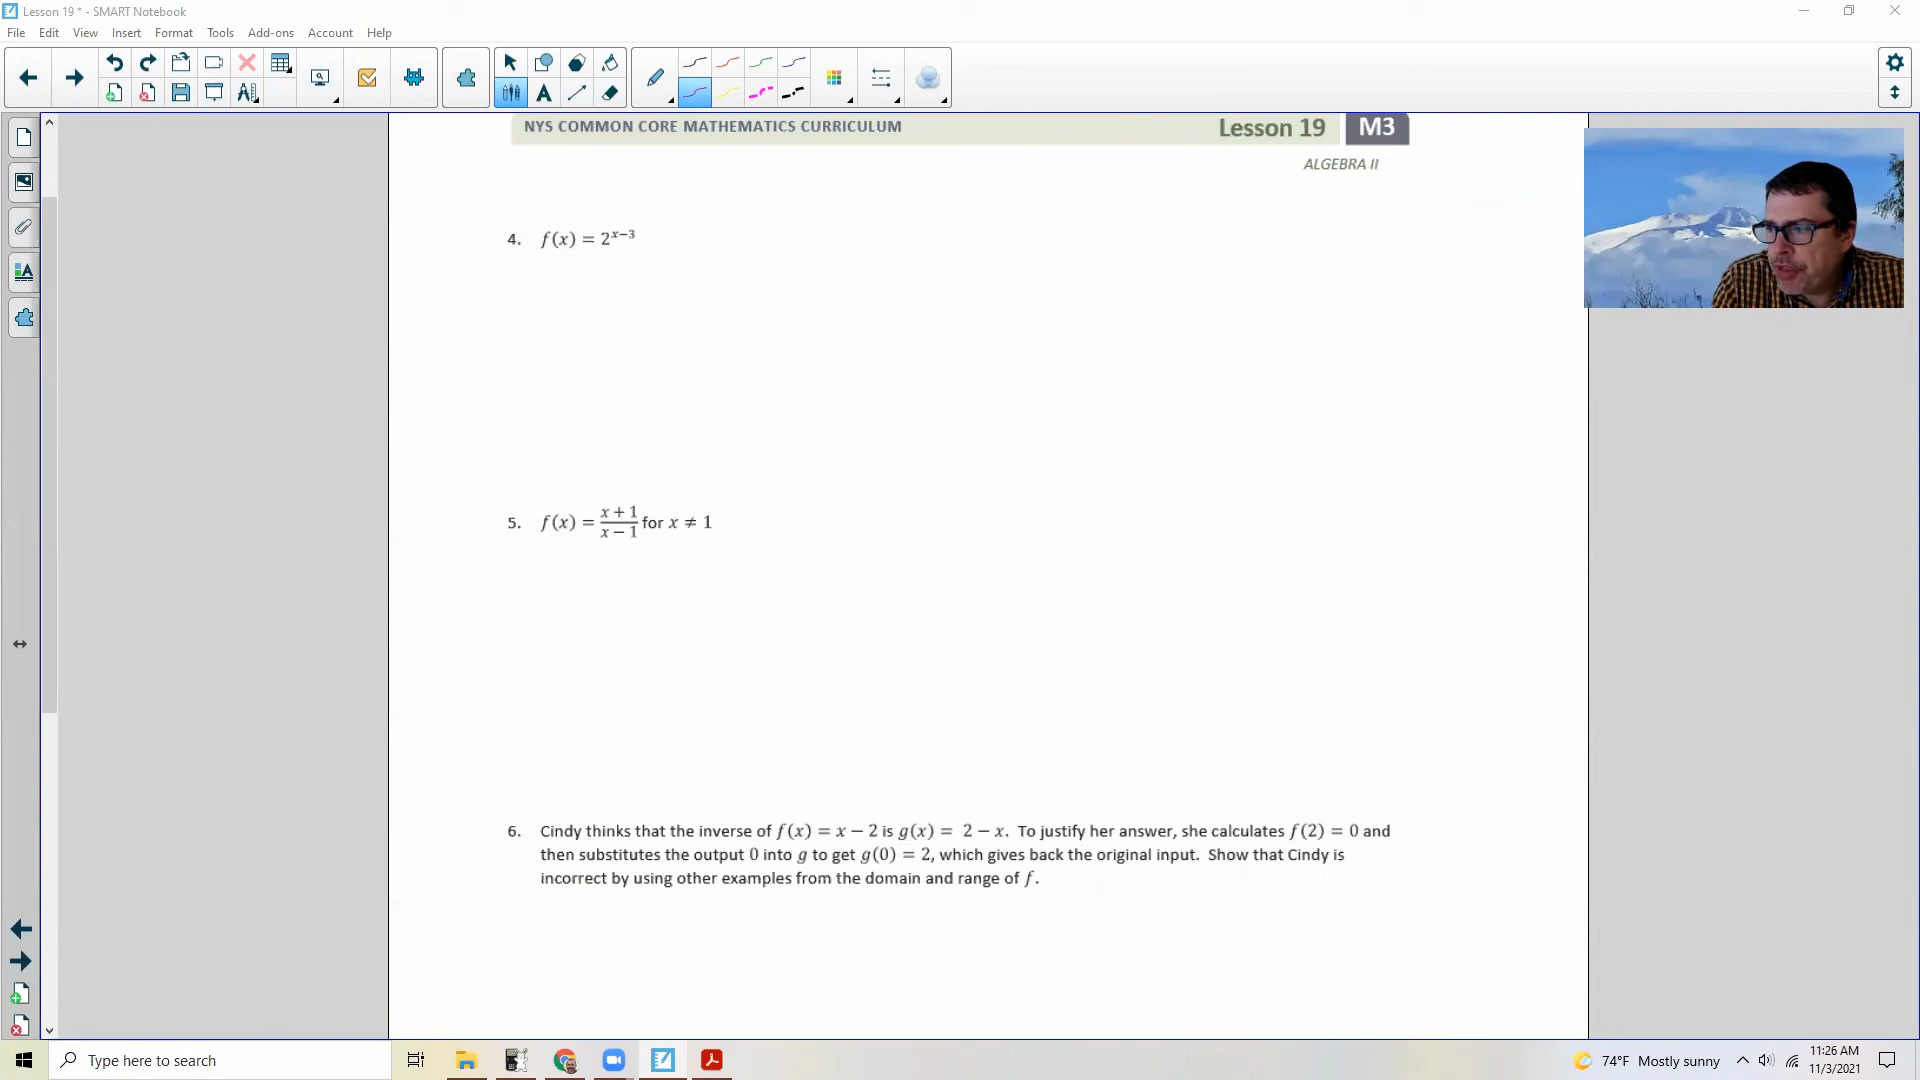 Lesson 19 * - SMART Notebook
File Edit View Insert Format Tools Add-ons Account Help
NYS COMMON CORE MATHEMATICS CURRICULUM Lesson 19 M3
ALGEBRA II
4. f(x) = 2^{x−3}
5. f(x) = \frac{x+1}{x−1} for x ≠ 1
6. Cindy thinks that the inverse of f(x) = x − 2 is g(x) = 2 − x. To justify her answer, she calculates f(2) = 0 and
then substitutes the output 0 into g to get g(0) = 2, which gives back the original input. Show that Cindy is
incorrect by using other examples from the domain and range of f.
Type here to search
74°F Mostly sunny
11:26 AM
11/3/2021